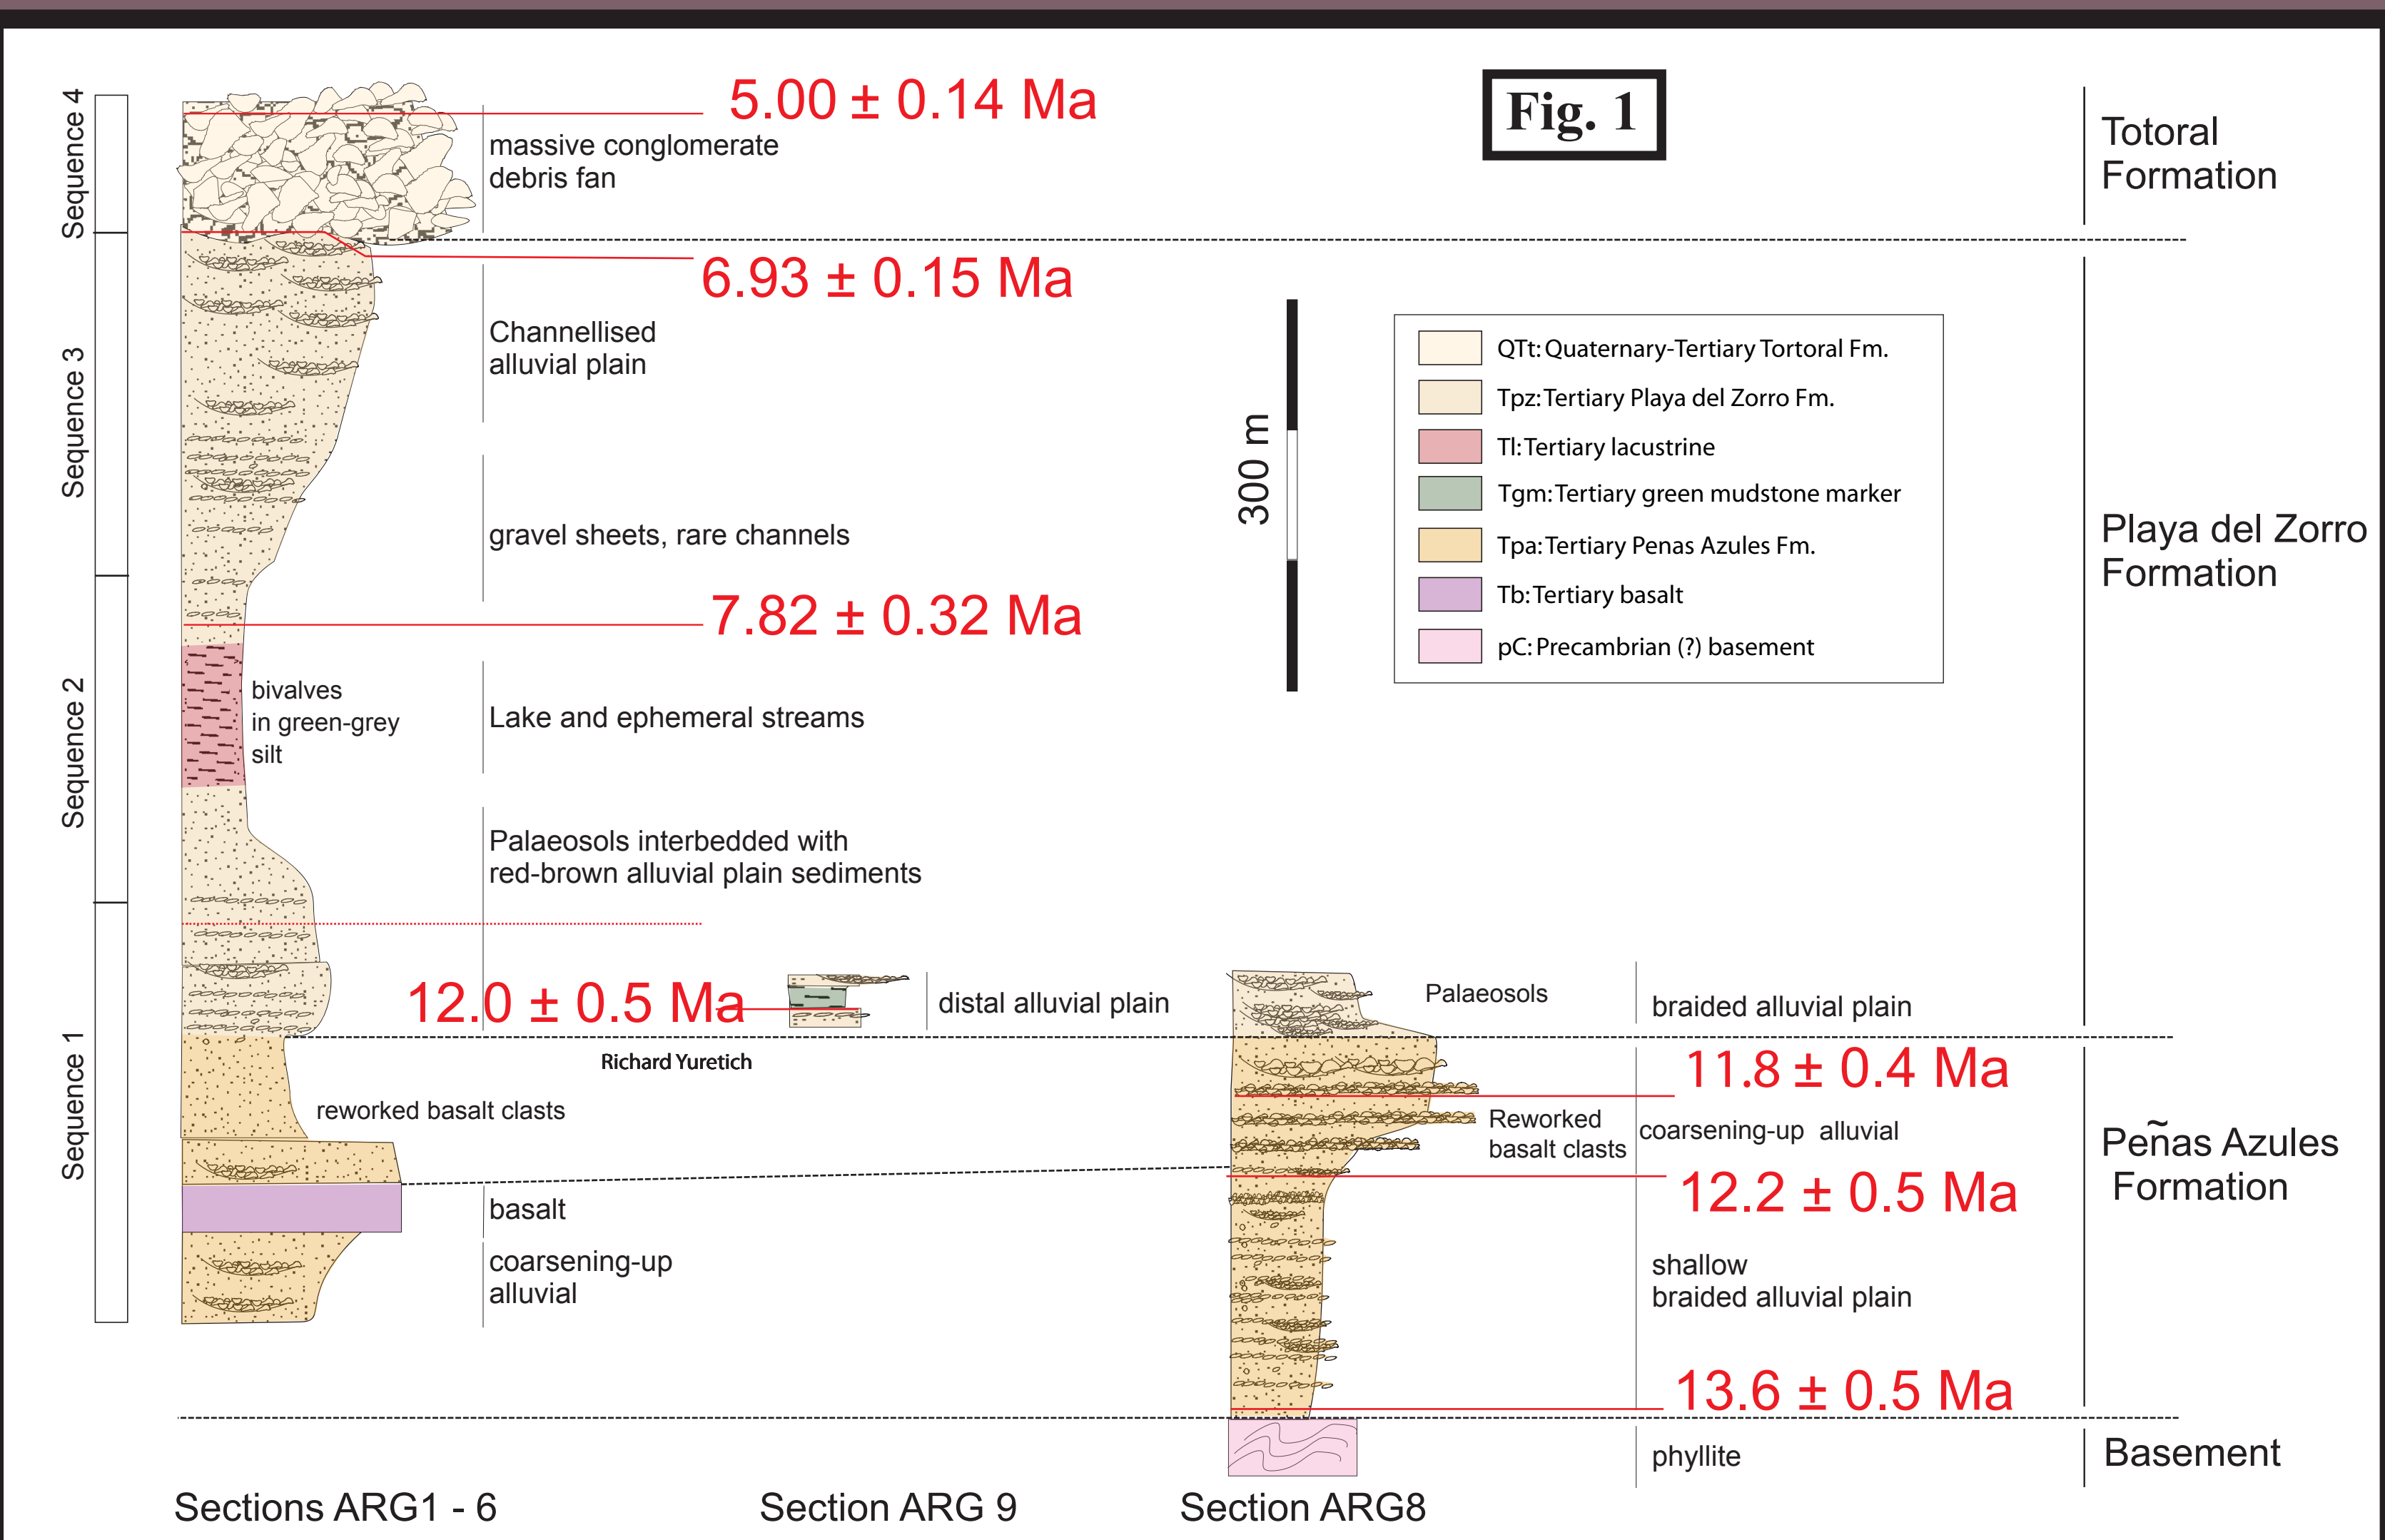 Fig. 1
Sequence 4
5.00 ± 0.14 Ma
massive conglomerate
debris fan
Totoral
Formation
6.93 ± 0.15 Ma
Sequence 3
Channellised
alluvial plain
gravel sheets, rare channels
7.82 ± 0.32 Ma
300 m
QTt: Quaternary-Tertiary Tortoral Fm.
Tpz: Tertiary Playa del Zorro Fm.
Tl: Tertiary lacustrine
Tgm: Tertiary green mudstone marker
Tpa: Tertiary Penas Azules Fm.
Tb: Tertiary basalt
pC: Precambrian (?) basement
Playa del Zorro
Formation
Sequence 2
bivalves
in green-grey
silt
Lake and ephemeral streams
Palaeosols interbedded with
red-brown alluvial plain sediments
12.0 ± 0.5 Ma
distal alluvial plain
Palaeosols
braided alluvial plain
Sequence 1
Richard Yuretich
reworked basalt clasts
basalt
coarsening-up
alluvial
11.8 ± 0.4 Ma
Reworked
basalt clasts
coarsening-up alluvial
12.2 ± 0.5 Ma
shallow
braided alluvial plain
13.6 ± 0.5 Ma
Peñas Azules
Formation
phyllite
Basement
Sections ARG1 - 6
Section ARG 9
Section ARG8